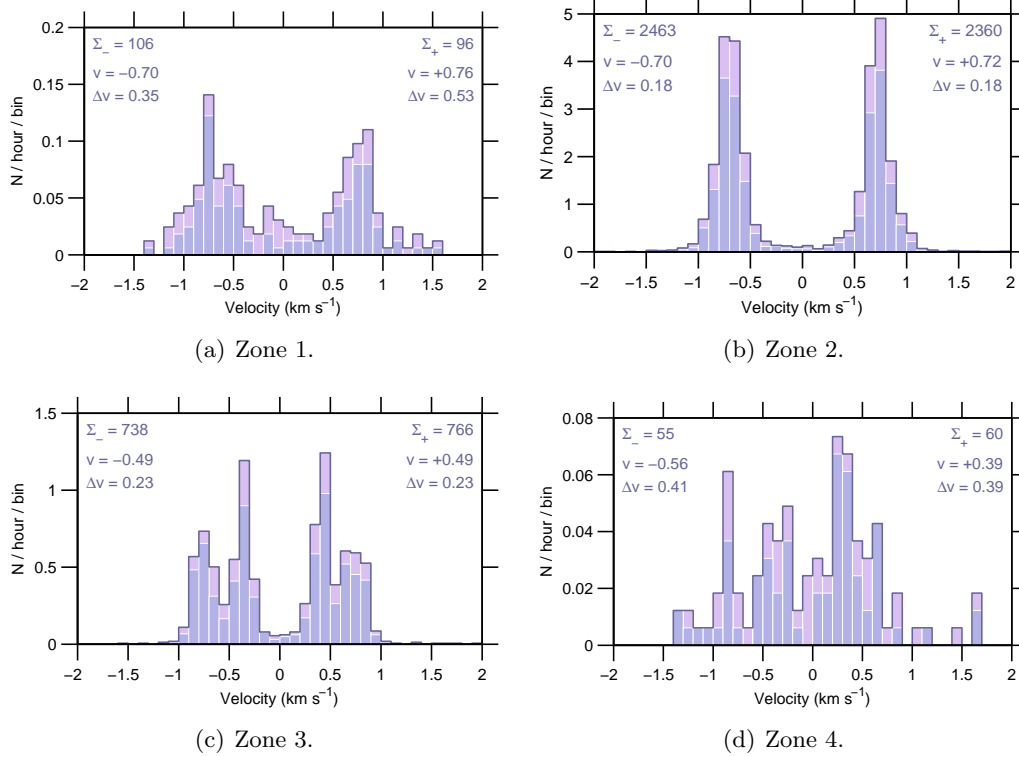 0.2
0.15
0.1
0.05
0
N / hour / bin
Σ₋ = 106
v = −0.70
Δv = 0.35
Σ₊ = 96
v = +0.76
Δv = 0.53
−2 −1.5 −1 −0.5 0 0.5 1 1.5 2
Velocity (km s⁻¹)
(a) Zone 1.
5
4
3
2
1
0
N / hour / bin
Σ₋ = 2463
v = −0.70
Δv = 0.18
Σ₊ = 2360
v = +0.72
Δv = 0.18
−2 −1.5 −1 −0.5 0 0.5 1 1.5 2
Velocity (km s⁻¹)
(b) Zone 2.
1.5
1
0.5
0
N / hour / bin
Σ₋ = 738
v = −0.49
Δv = 0.23
Σ₊ = 766
v = +0.49
Δv = 0.23
−2 −1.5 −1 −0.5 0 0.5 1 1.5 2
Velocity (km s⁻¹)
(c) Zone 3.
0.08
0.06
0.04
0.02
0
N / hour / bin
Σ₋ = 55
v = −0.56
Δv = 0.41
Σ₊ = 60
v = +0.39
Δv = 0.39
−2 −1.5 −1 −0.5 0 0.5 1 1.5 2
Velocity (km s⁻¹)
(d) Zone 4.